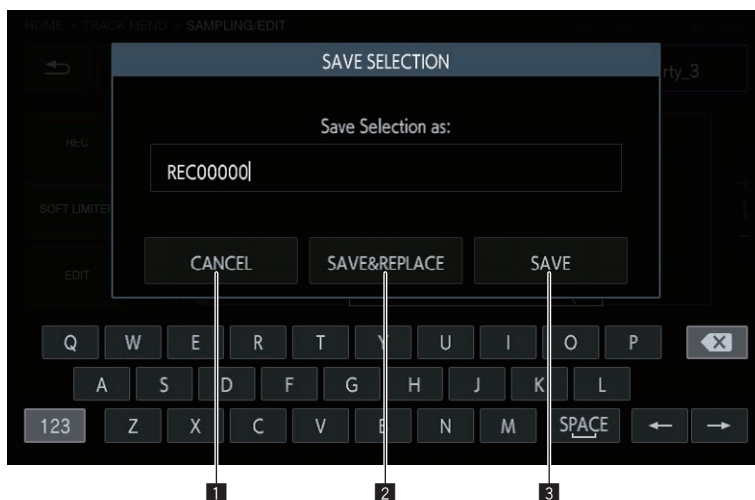 HOME > TRACK MENU > SAMPLING/EDIT
SAVE SELECTION
rty_3
Save Selection as:
REC
REC00000
SOFT LIMITER
CANCEL
SAVE&REPLACE
SAVE
EDIT
Q W E R T Y U I O P
A S D F G H J K L
123 Z X C V B N M SPACE
1 2 3